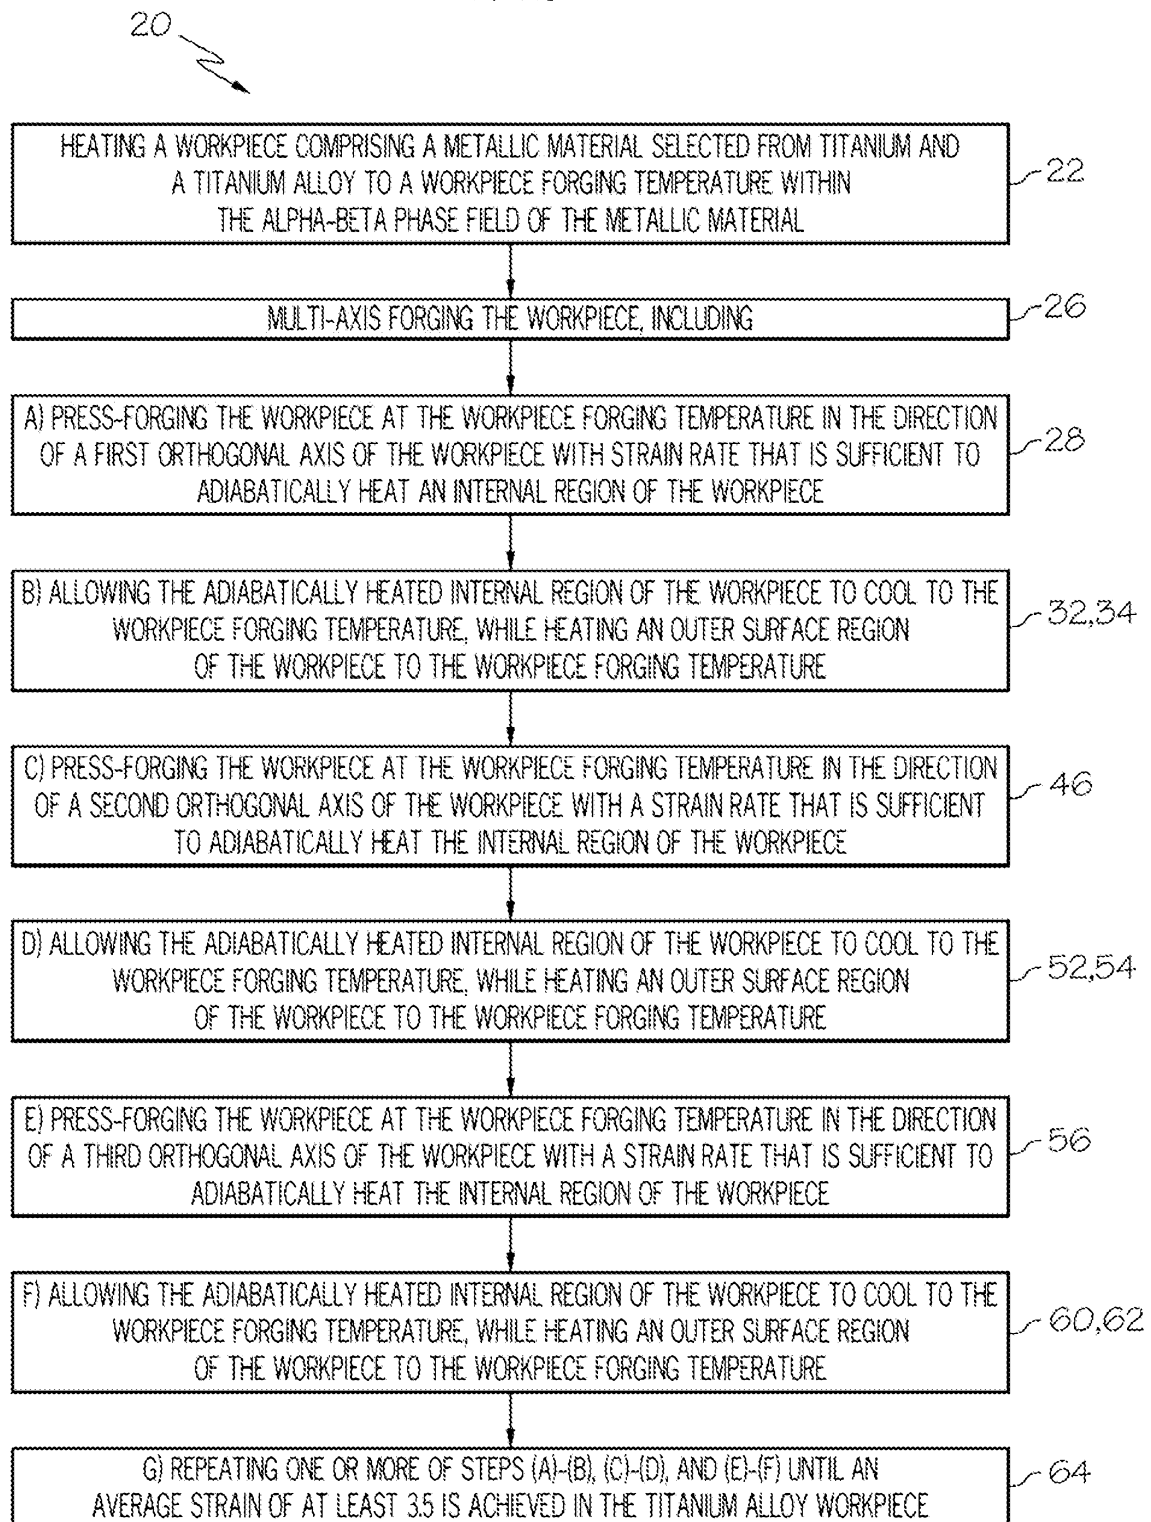 20
HEATING A WORKPIECE COMPRISING A METALLIC MATERIAL SELECTED FROM TITANIUM AND
A TITANIUM ALLOY TO A WORKPIECE FORGING TEMPERATURE WITHIN
THE ALPHA-BETA PHASE FIELD OF THE METALLIC MATERIAL
22
MULTI-AXIS FORGING THE WORKPIECE, INCLUDING
26
A) PRESS-FORGING THE WORKPIECE AT THE WORKPIECE FORGING TEMPERATURE IN THE DIRECTION
OF A FIRST ORTHOGONAL AXIS OF THE WORKPIECE WITH STRAIN RATE THAT IS SUFFICIENT TO
ADIABATICALLY HEAT AN INTERNAL REGION OF THE WORKPIECE
28
B) ALLOWING THE ADIABATICALLY HEATED INTERNAL REGION OF THE WORKPIECE TO COOL TO THE
WORKPIECE FORGING TEMPERATURE, WHILE HEATING AN OUTER SURFACE REGION
OF THE WORKPIECE TO THE WORKPIECE FORGING TEMPERATURE
32,34
C) PRESS-FORGING THE WORKPIECE AT THE WORKPIECE FORGING TEMPERATURE IN THE DIRECTION
OF A SECOND ORTHOGONAL AXIS OF THE WORKPIECE WITH A STRAIN RATE THAT IS SUFFICIENT
TO ADIABATICALLY HEAT THE INTERNAL REGION OF THE WORKPIECE
46
D) ALLOWING THE ADIABATICALLY HEATED INTERNAL REGION OF THE WORKPIECE TO COOL TO THE
WORKPIECE FORGING TEMPERATURE, WHILE HEATING AN OUTER SURFACE REGION
OF THE WORKPIECE TO THE WORKPIECE FORGING TEMPERATURE
52,54
E) PRESS-FORGING THE WORKPIECE AT THE WORKPIECE FORGING TEMPERATURE IN THE DIRECTION
OF A THIRD ORTHOGONAL AXIS OF THE WORKPIECE WITH A STRAIN RATE THAT IS SUFFICIENT TO
ADIABATICALLY HEAT THE INTERNAL REGION OF THE WORKPIECE
56
F) ALLOWING THE ADIABATICALLY HEATED INTERNAL REGION OF THE WORKPIECE TO COOL TO THE
WORKPIECE FORGING TEMPERATURE, WHILE HEATING AN OUTER SURFACE REGION
OF THE WORKPIECE TO THE WORKPIECE FORGING TEMPERATURE
60,62
G) REPEATING ONE OR MORE OF STEPS (A)-(B), (C)-(D), AND (E)-(F) UNTIL AN
AVERAGE STRAIN OF AT LEAST 3.5 IS ACHIEVED IN THE TITANIUM ALLOY WORKPIECE
64